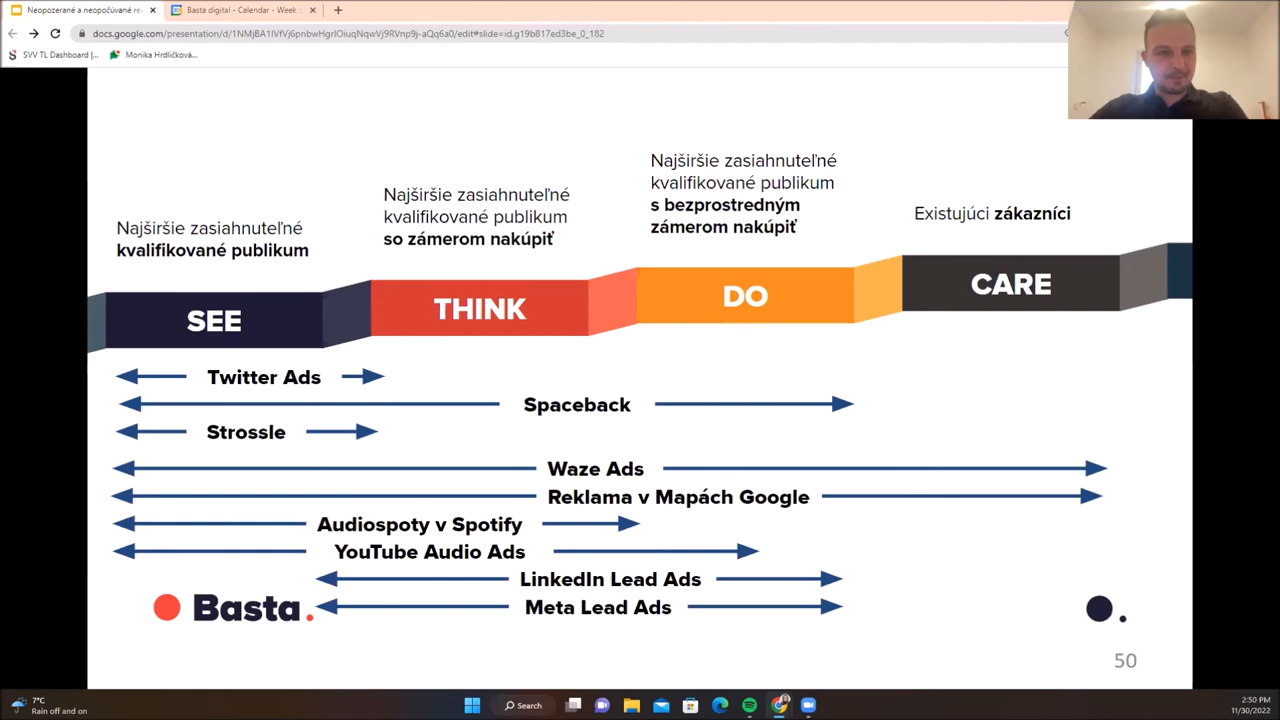 Neopozerané a neopočúvané re
Basta digital - Calendar - Week
docs.google.com/presentation/d/1NMjBA1IVfVj6pnbwHgrIOiuqNqwVj9RVnp9j-aQq6a0/edit#slide=id.g19b817ed3be_0_182
SVV TL Dashboard |...
Monika Hrdličková...
Najširšie zasiahnuteľné
kvalifikované publikum
Najširšie zasiahnuteľné
kvalifikované publikum
so zámerom nakúpiť
Najširšie zasiahnuteľné
kvalifikované publikum
s bezprostredným
zámerom nakúpiť
Existujúci zákazníci
SEE
THINK
DO
CARE
Twitter Ads
Spaceback
Strossle
Waze Ads
Reklama v Mapách Google
Audiospoty v Spotify
YouTube Audio Ads
LinkedIn Lead Ads
Meta Lead Ads
Basta.
50
7°C
Rain off and on
Search
2:50 PM
11/30/2022